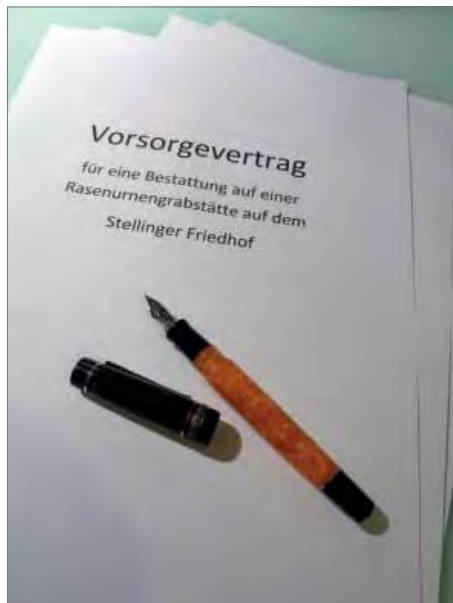 Vorsorgevertrag
für eine Bestattung auf einer
Rasenurnengrabstätte auf dem
Stellinger Friedhof